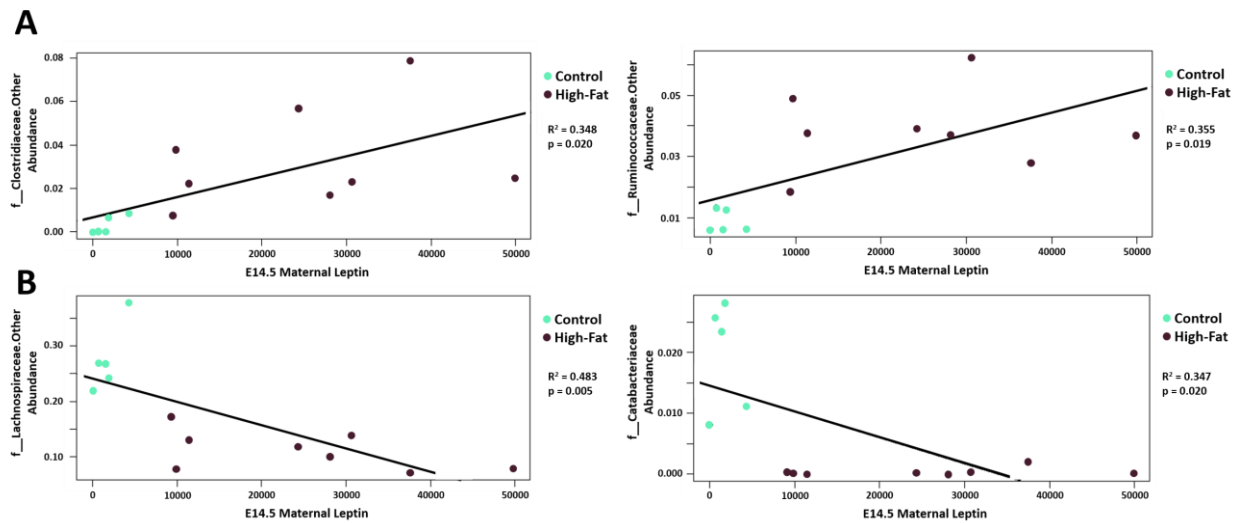 A
f__Clostridiaceae.Other
Abundance
0.08
0.06
0.04
0.02
0.00
0 10000 20000 30000 40000 50000
E14.5 Maternal Leptin
Control
High-Fat
R² = 0.348
p = 0.020
f__Ruminococcaceae.Other
Abundance
0.05
0.03
0.01
0 10000 20000 30000 40000 50000
E14.5 Maternal Leptin
Control
High-Fat
R² = 0.355
p = 0.019
B
f__Lachnospiraceae.Other
Abundance
0.30
0.20
0.10
0 10000 20000 30000 40000 50000
E14.5 Maternal Leptin
Control
High-Fat
R² = 0.483
p = 0.005
f__Catabacteriaceae
Abundance
0.020
0.010
0.000
0 10000 20000 30000 40000 50000
E14.5 Maternal Leptin
Control
High-Fat
R² = 0.347
p = 0.020